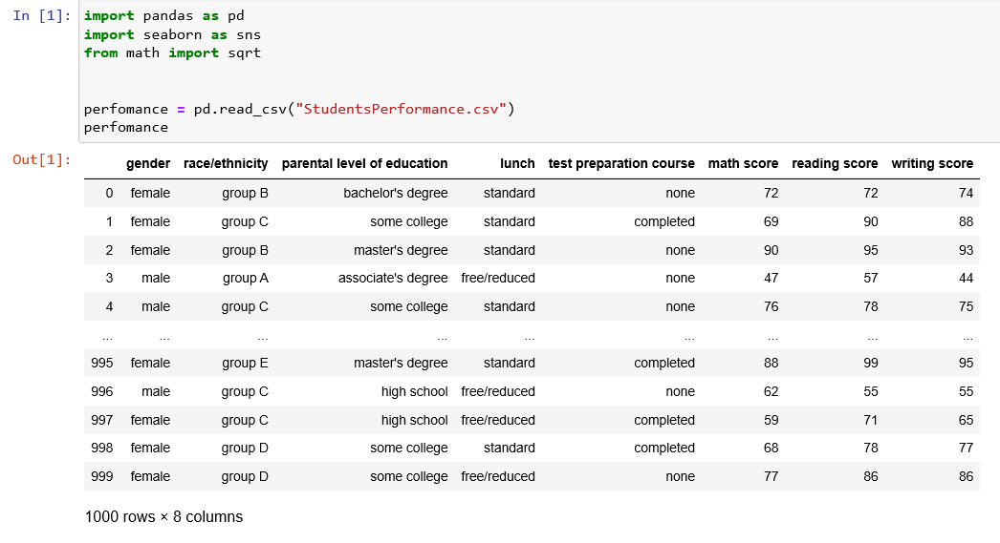 In [1]: import pandas as pd
import seaborn as sns
from math import sqrt
perfomance = pd.read_csv("StudentsPerformance.csv")
perfomance
Out[1]:
gender race/ethnicity parental level of education lunch test preparation course math score reading score writing score
0 female group B bachelor's degree standard none 72 72 74
1 female group C some college standard completed 69 90 88
2 female group B master's degree standard none 90 95 93
3 male group A associate's degree free/reduced none 47 57 44
4 male group C some college standard none 76 78 75
... ... ... ... ... ... ... ... ...
995 female group E master's degree standard completed 88 99 95
996 male group C high school free/reduced none 62 55 55
997 female group C high school free/reduced completed 59 71 65
998 female group D some college standard completed 68 78 77
999 female group D some college free/reduced none 77 86 86
1000 rows × 8 columns